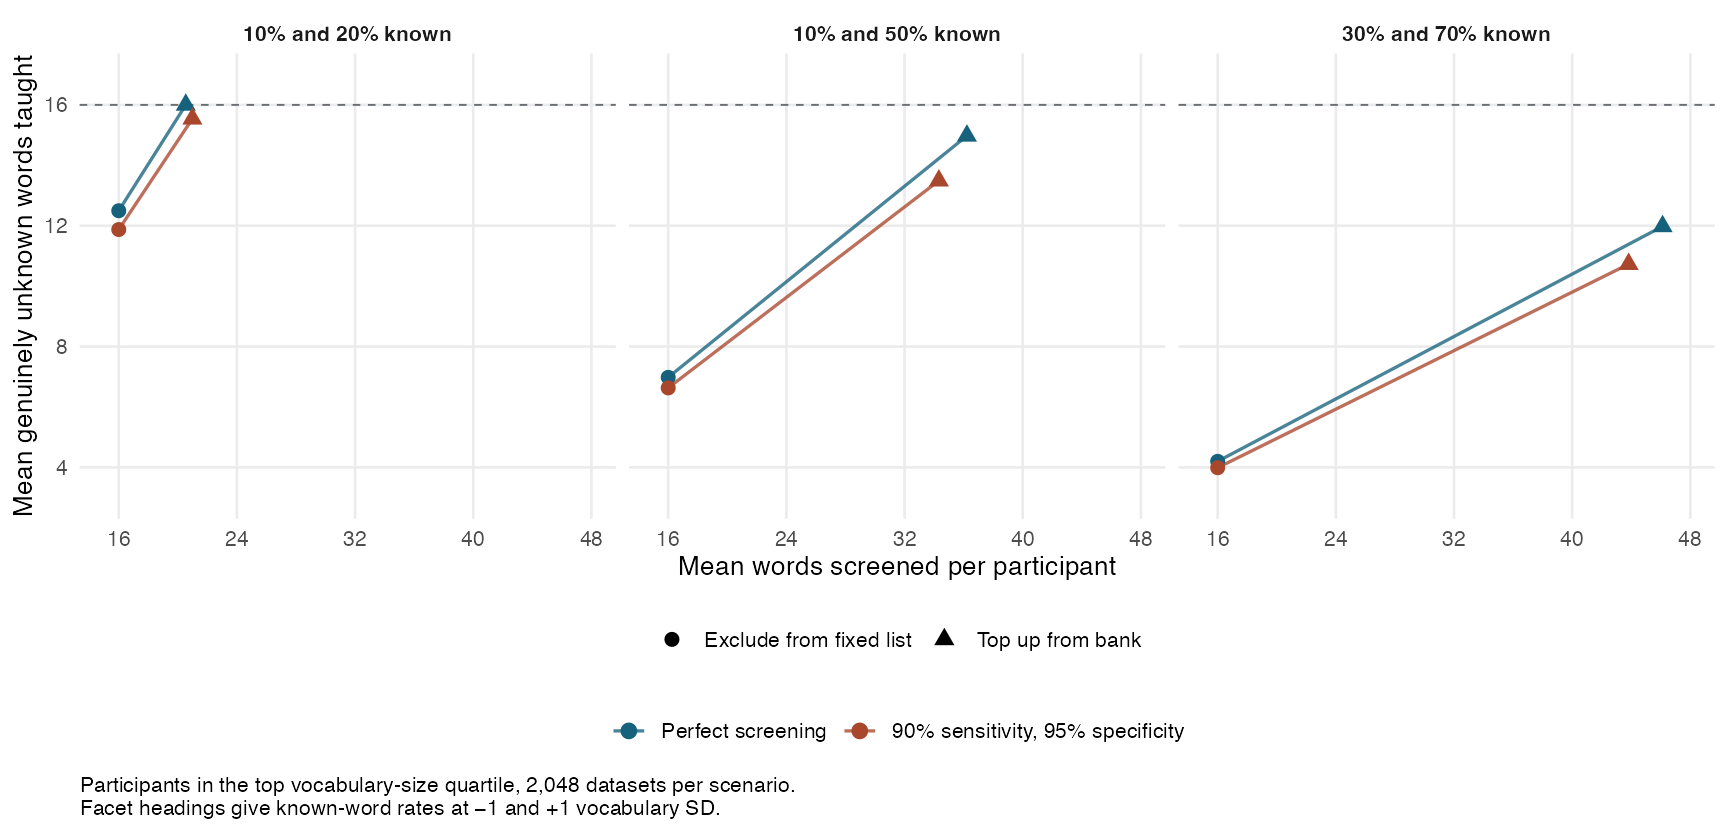 10% and 20% known
10% and 50% known
30% and 70% known
Mean genuinely unknown words taught
16
12
8
4
16 24 32 40 48
16 24 32 40 48
16 24 32 40 48
Mean words screened per participant
Exclude from fixed list
Top up from bank
Perfect screening
90% sensitivity, 95% specificity
Participants in the top vocabulary-size quartile, 2,048 datasets per scenario.
Facet headings give known-word rates at −1 and +1 vocabulary SD.